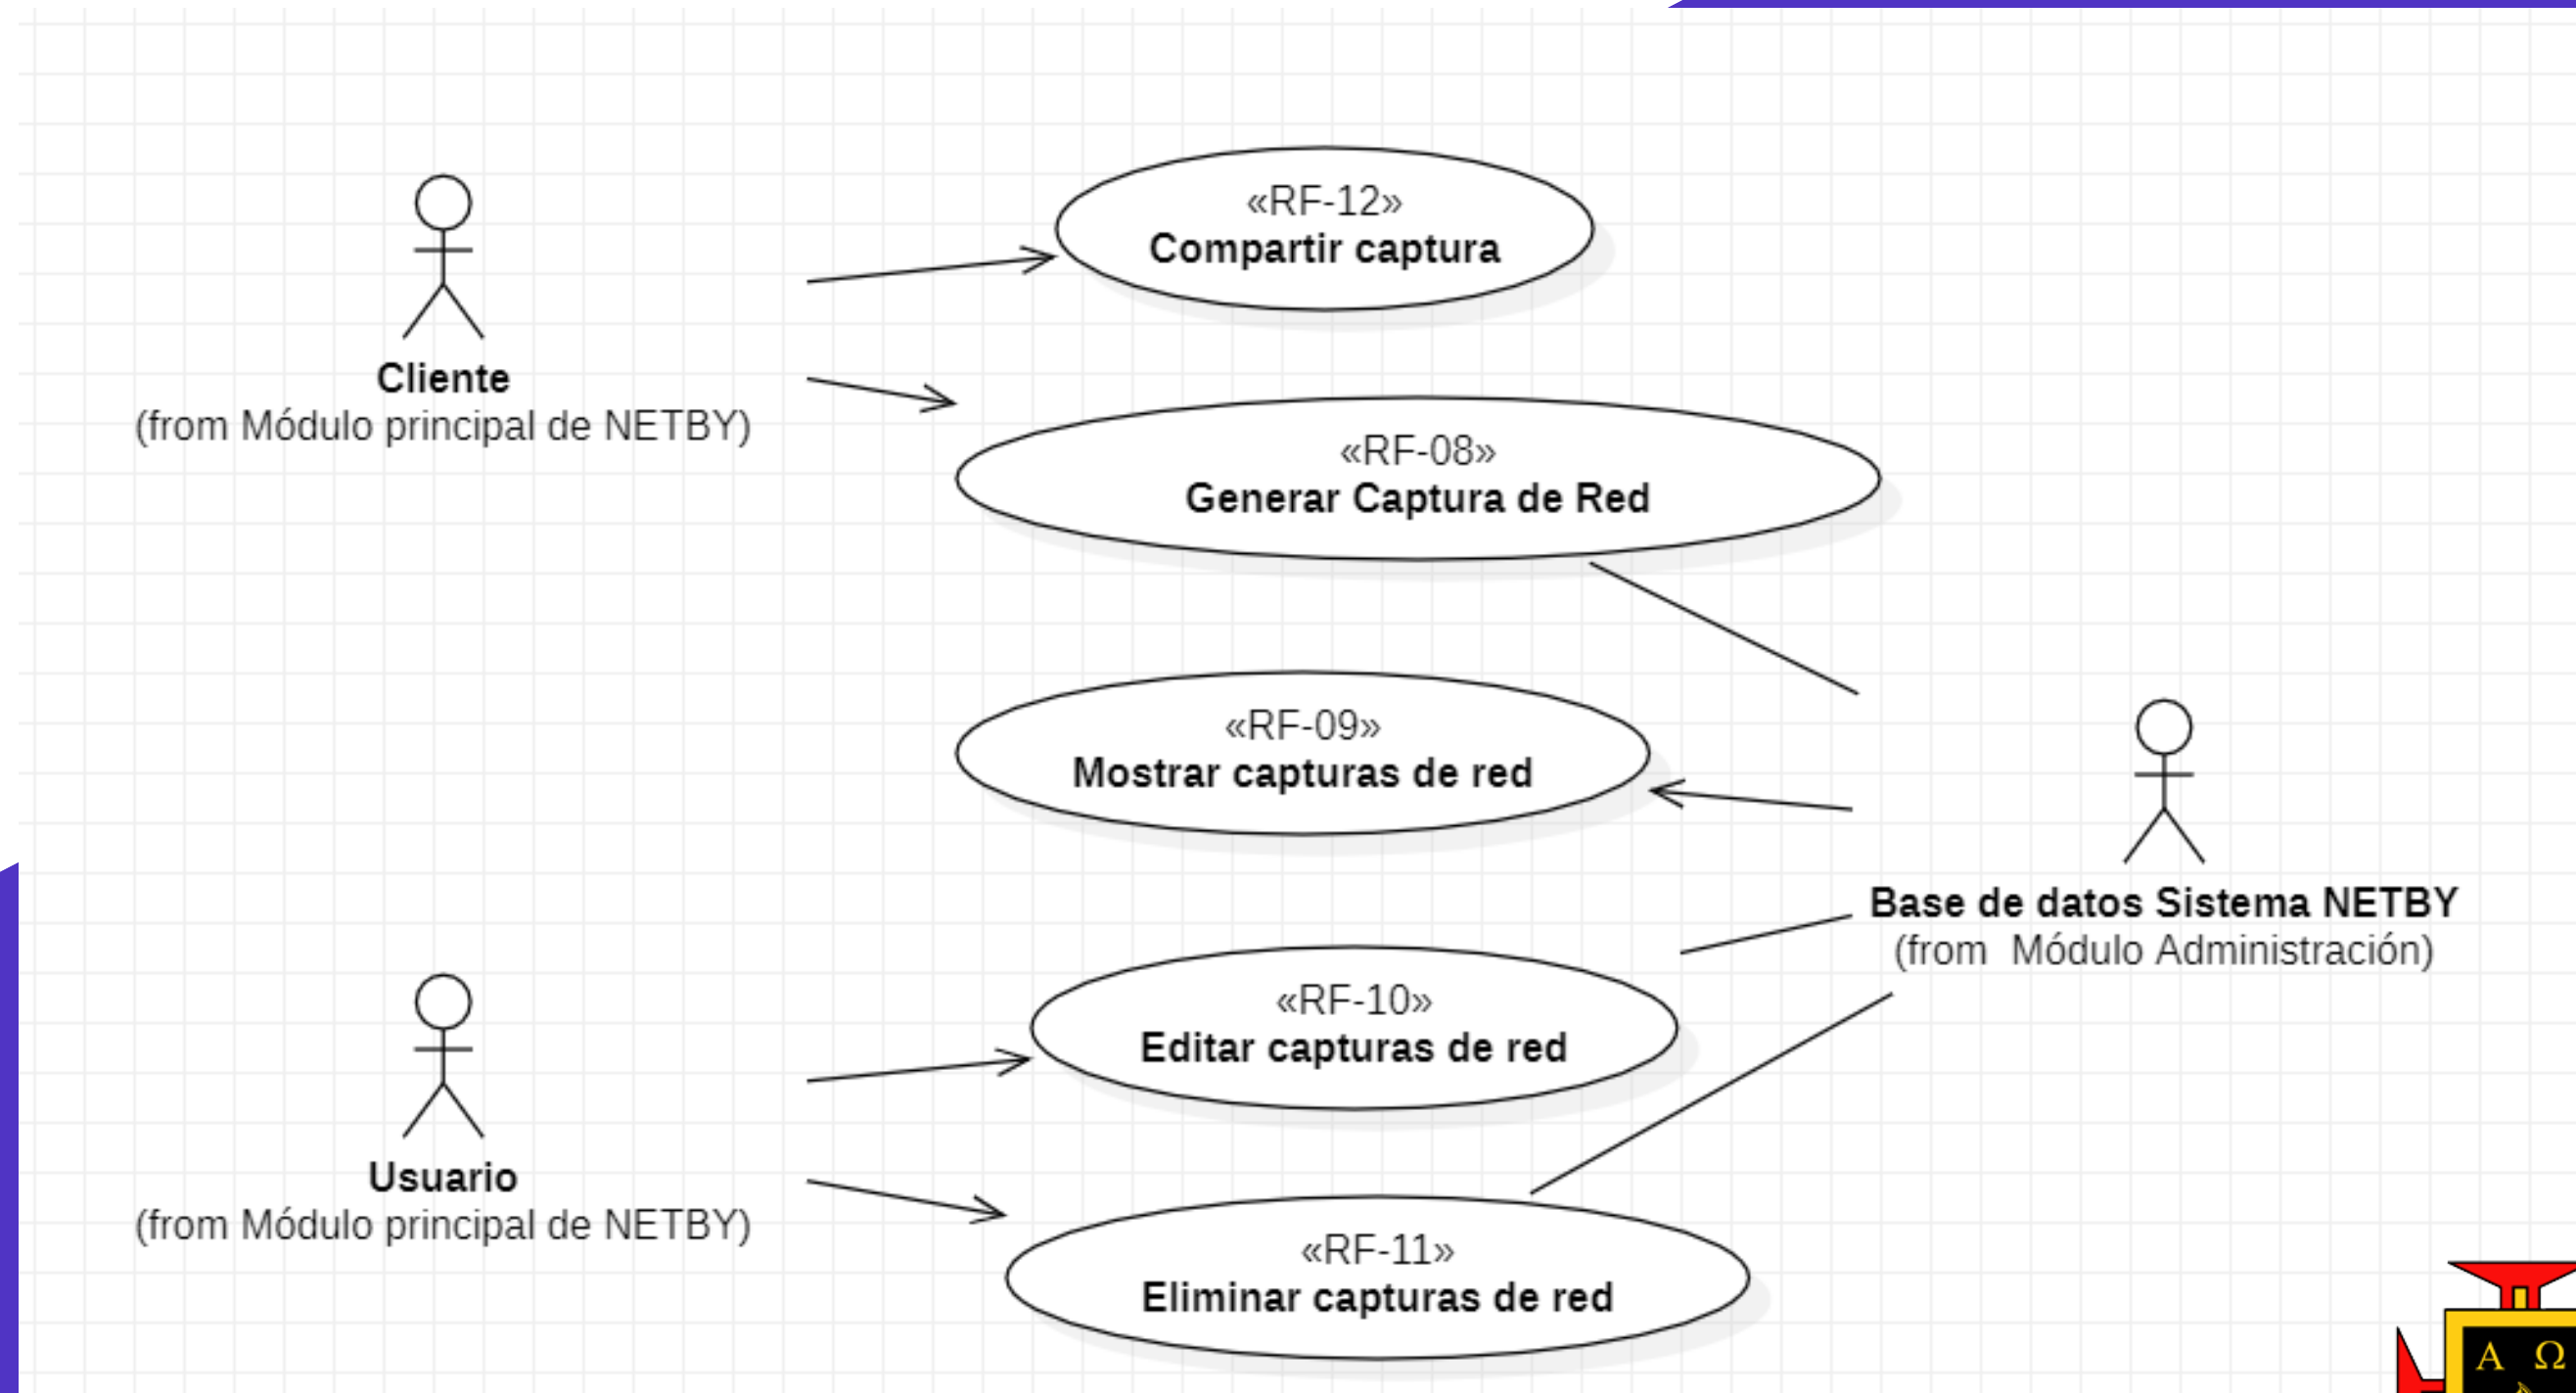 «RF-12»
Compartir captura
Cliente
(from Módulo principal de NETBY)
«RF-08»
Generar Captura de Red
«RF-09»
Mostrar capturas de red
Base de datos Sistema NETBY
(from  Módulo Administración)
«RF-10»
Editar capturas de red
Usuario
(from Módulo principal de NETBY)
«RF-11»
Eliminar capturas de red
Α Ω